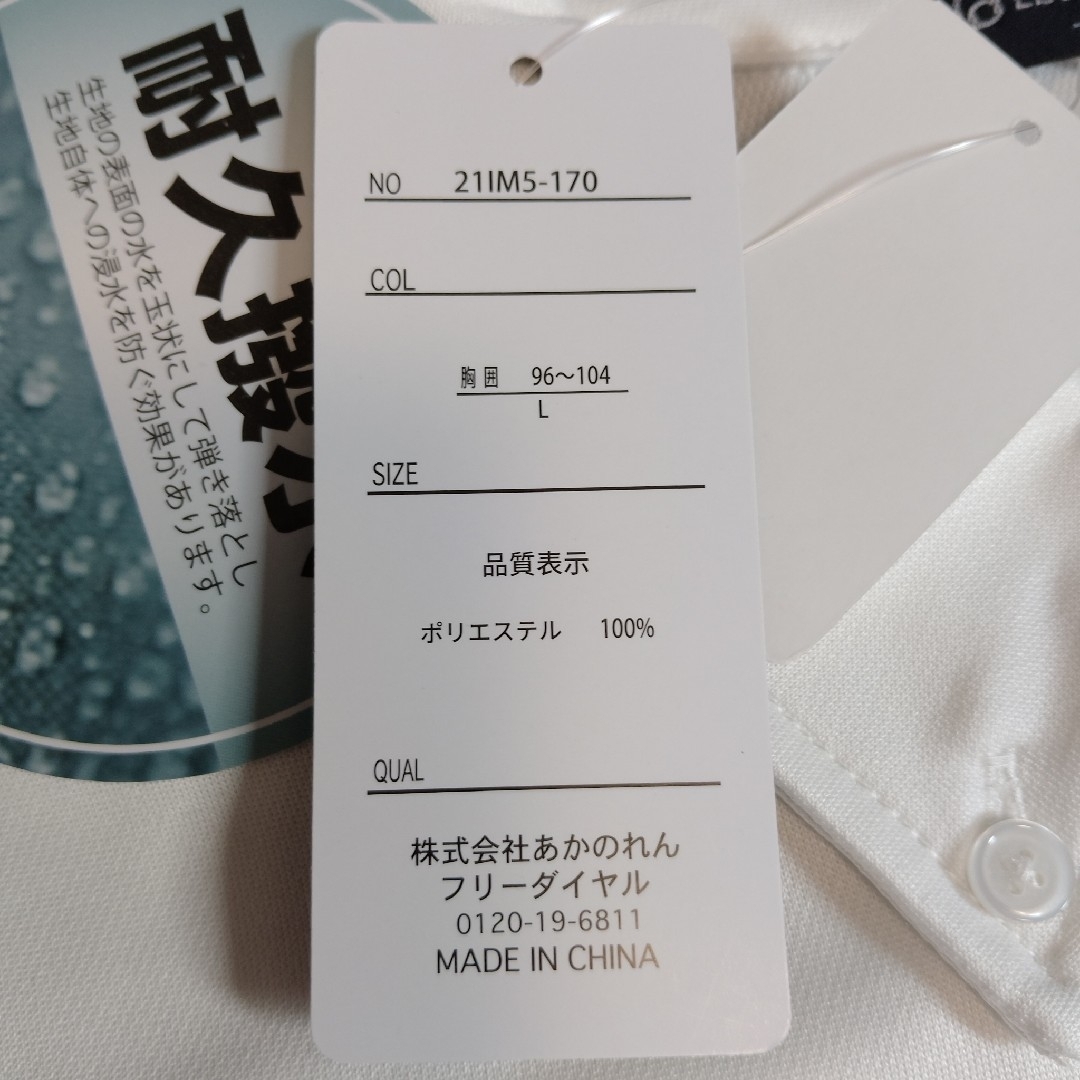 耐久撥水
生地の表面の水を玉状にして弾き落とし
生地自体への浸水を防ぐ効果があります。
NO 21IM5-170
COL
胸囲 96～104
L
SIZE
品質表示
ポリエステル 100%
QUAL
株式会社あかのれん
フリーダイヤル
0120-19-6811
MADE IN CHINA